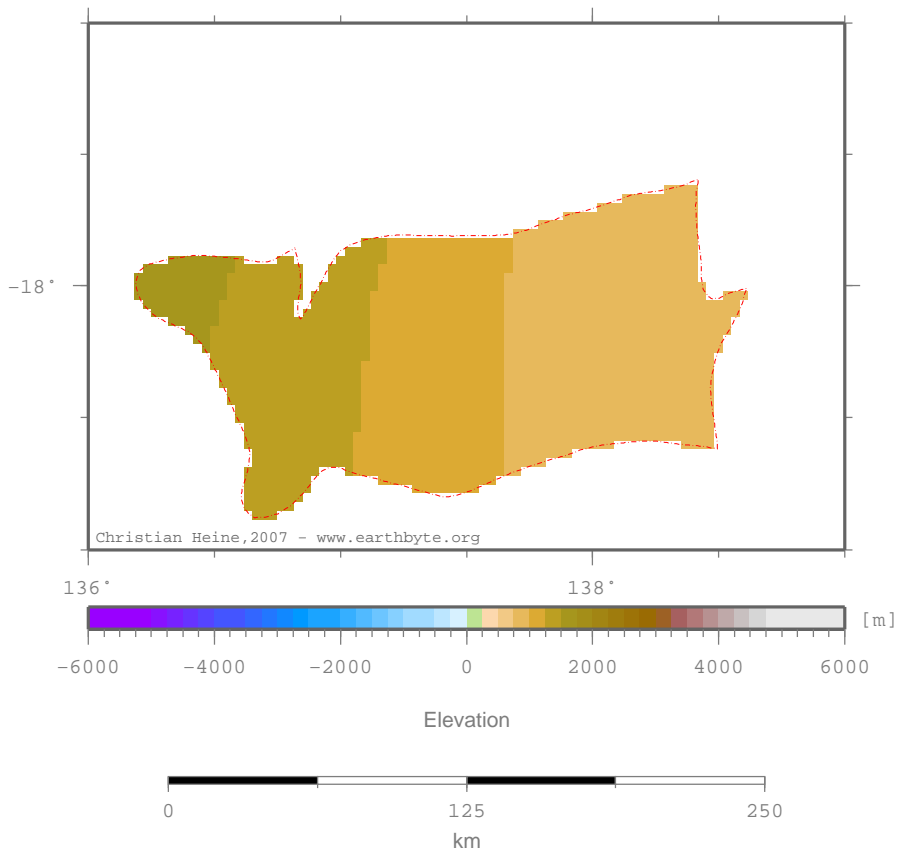 -18°
Christian Heine,2007 - www.earthbyte.org
136° 138°
[m]
-6000 -4000 -2000 0 2000 4000 6000
Elevation
0 125 250
km